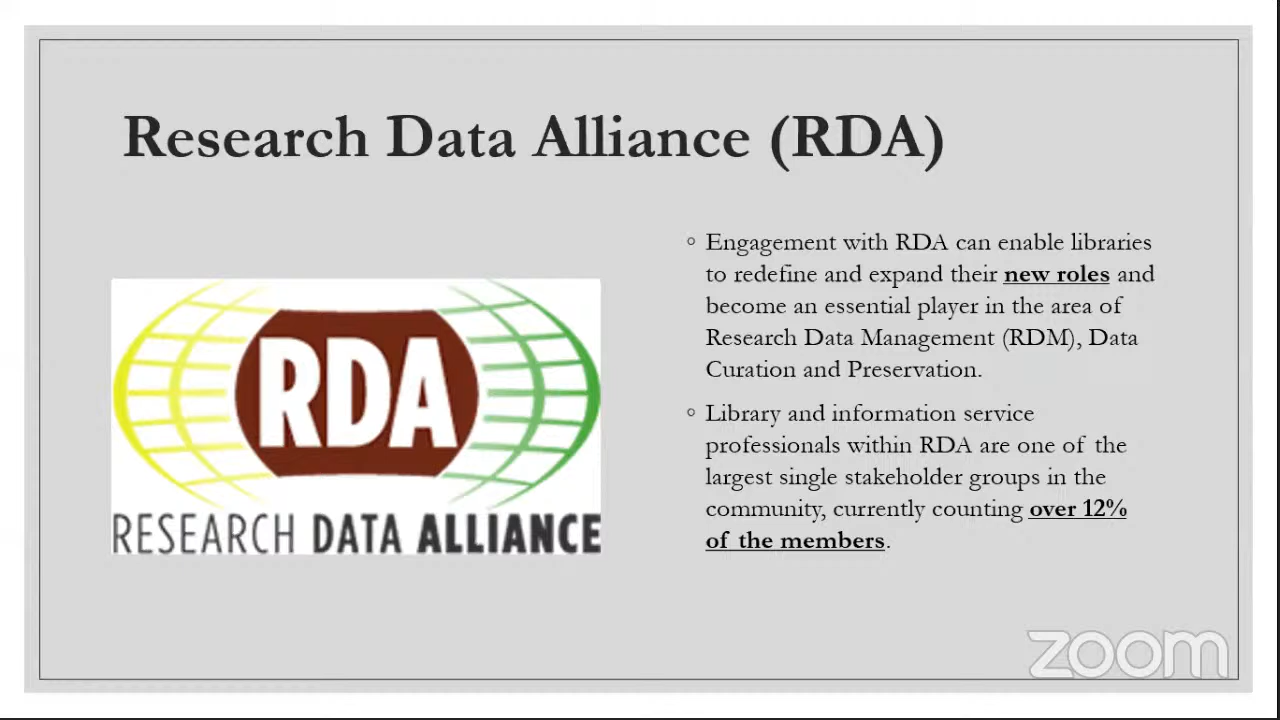 Research Data Alliance (RDA)
RDA
RESEARCH DATA ALLIANCE
◦ Engagement with RDA can enable libraries
to redefine and expand their new roles and
become an essential player in the area of
Research Data Management (RDM), Data
Curation and Preservation.
◦ Library and information service
professionals within RDA are one of the
largest single stakeholder groups in the
community, currently counting over 12%
of the members.
zoom